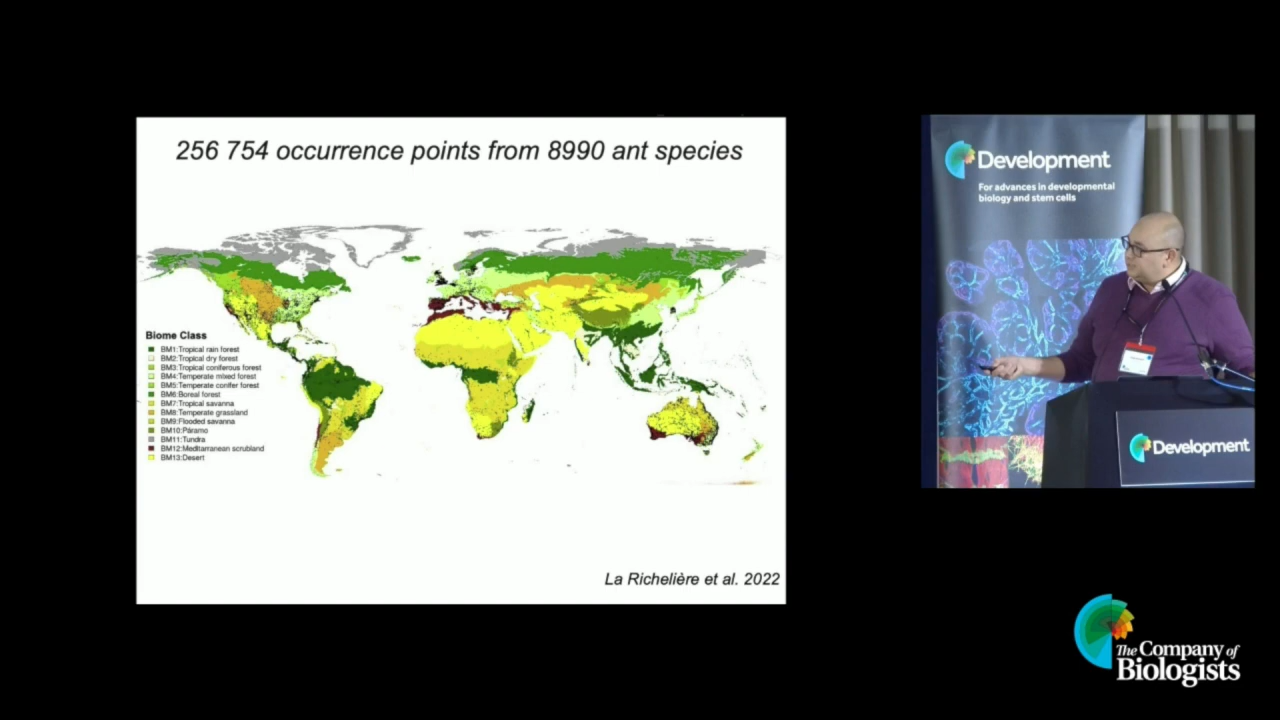 256 754 occurrence points from 8990 ant species
Biome Class
BM1:Tropical rain forest
BM2:Tropical dry forest
BM3:Tropical coniferous forest
BM4:Temperate mixed forest
BM5:Temperate conifer forest
BM6:Boreal forest
BM7:Tropical savanna
BM8:Temperate grassland
BM9:Flooded savanna
BM10:Páramo
BM11:Tundra
BM12:Mediterranean scrubland
BM13:Desert
La Richelière et al. 2022
Development
For advances in developmental
biology and stem cells
Development
The Company of
Biologists